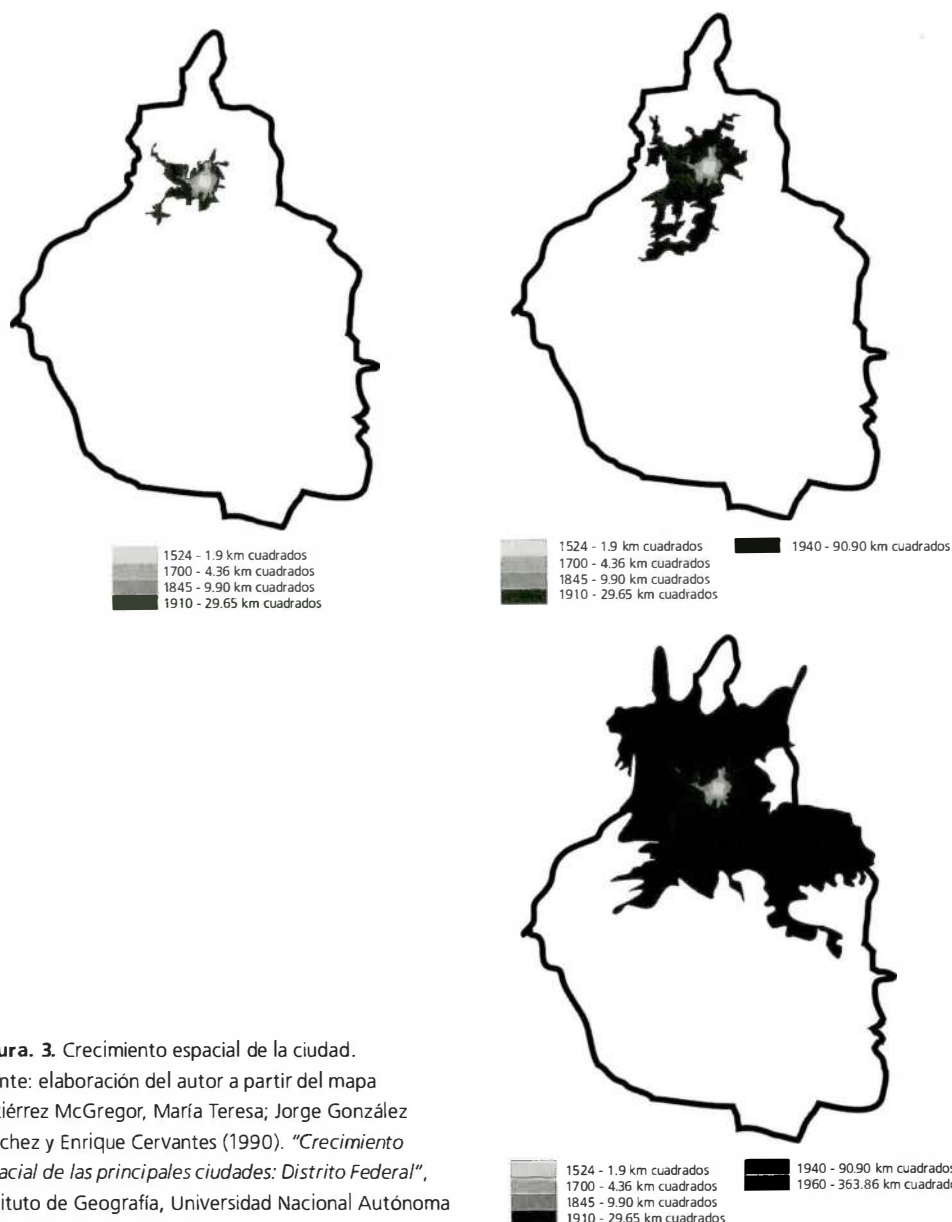 1524 - 1.9 km cuadrados
1700 - 4.36 km cuadrados
1845 - 9.90 km cuadrados
1910 - 29.65 km cuadrados
1524 - 1.9 km cuadrados
1700 - 4.36 km cuadrados
1845 - 9.90 km cuadrados
1910 - 29.65 km cuadrados
1940 - 90.90 km cuadrados
ura. 3. Crecimiento espacial de la ciudad.
nte: elaboración del autor a partir del mapa
iérrez McGregor, María Teresa; Jorge González
chez y Enrique Cervantes (1990). "Crecimiento
acial de las principales ciudades: Distrito Federal",
ituto de Geografía, Universidad Nacional Autónoma
1524 - 1.9 km cuadrados
1700 - 4.36 km cuadrados
1845 - 9.90 km cuadrados
1910 - 29.65 km cuadrados
1940 - 90.90 km cuadrados
1960 - 363.86 km cuadrado